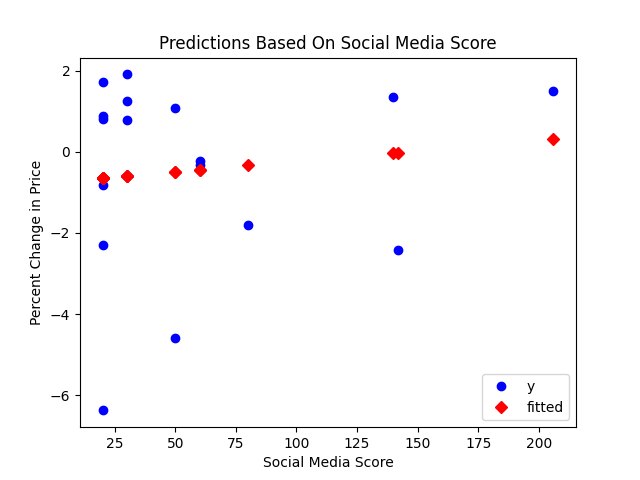 Predictions Based On Social Media Score
Percent Change in Price
2
0
−2
−4
−6
25
50
75
100
125
150
175
200
Social Media Score
y
fitted